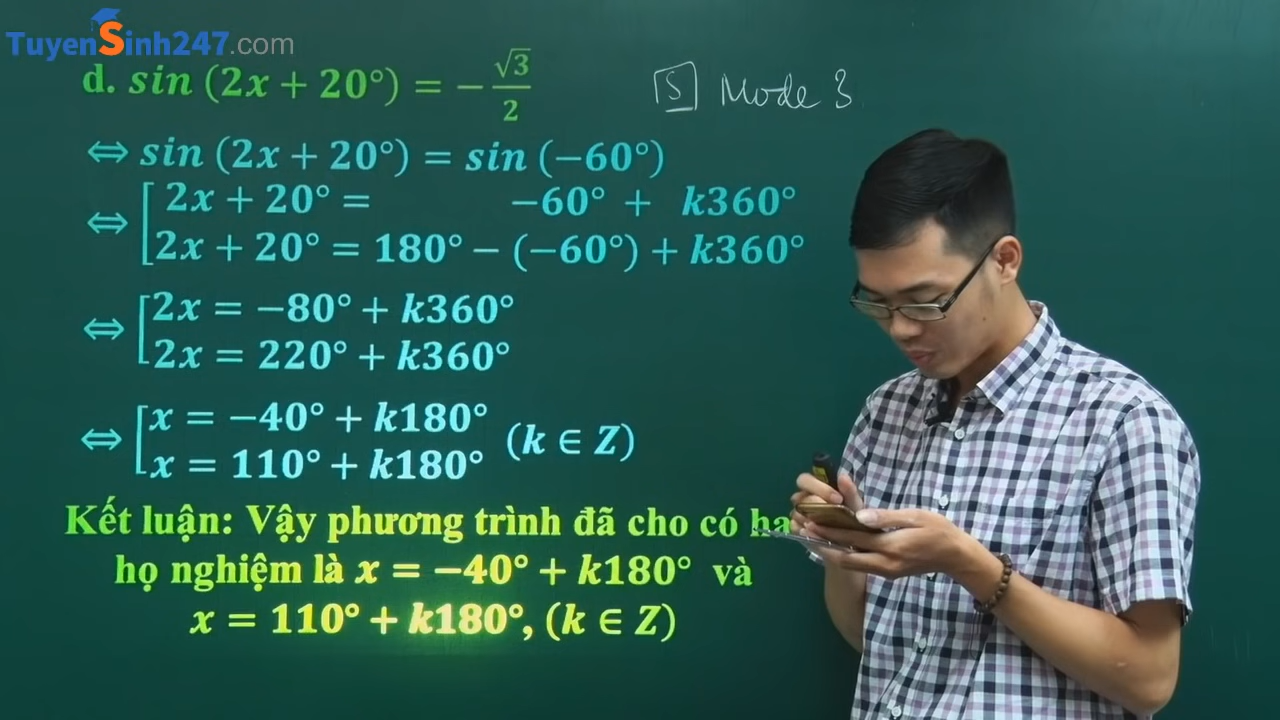 TuyenSinh247.com
d. sin (2x + 20°) = −√3/2
[S] Mode 3
⇔ sin (2x + 20°) = sin (−60°)
⇔ [ 2x + 20° = −60° + k360°
2x + 20° = 180° − (−60°) + k360°
⇔ [ 2x = −80° + k360°
2x = 220° + k360°
⇔ [ x = −40° + k180°
x = 110° + k180° (k ∈ Z)
Kết luận: Vậy phương trình đã cho có ha
họ nghiệm là x = −40° + k180° và
x = 110° + k180°, (k ∈ Z)